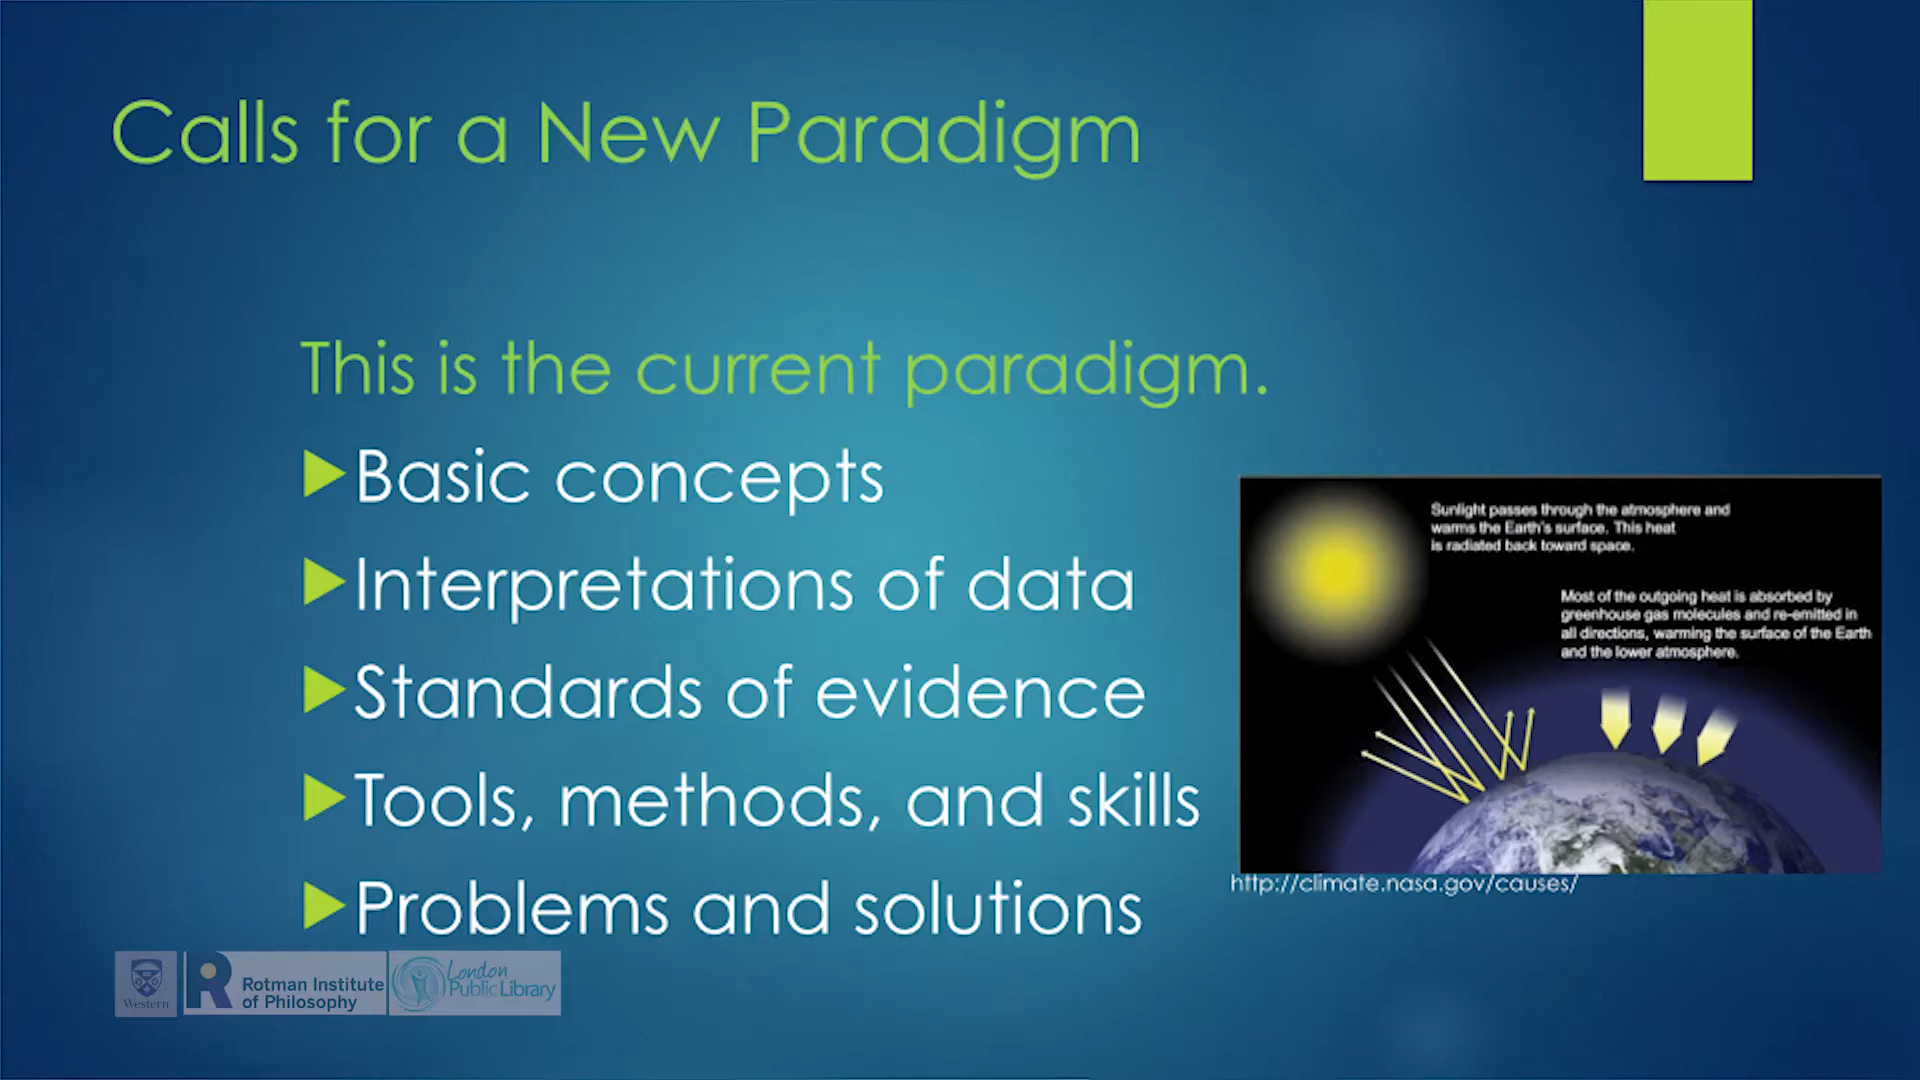 Calls for a New Paradigm
This is the current paradigm.
Basic concepts
Interpretations of data
Standards of evidence
Tools, methods, and skills
Problems and solutions
Sunlight passes through the atmosphere and
warms the Earth's surface. This heat
is radiated back toward space.
Most of the outgoing heat is absorbed by
greenhouse gas molecules and re-emitted in
all directions, warming the surface of the Earth
and the lower atmosphere.
http://climate.nasa.gov/causes/
Western
Rotman Institute
of Philosophy
London
Public Library